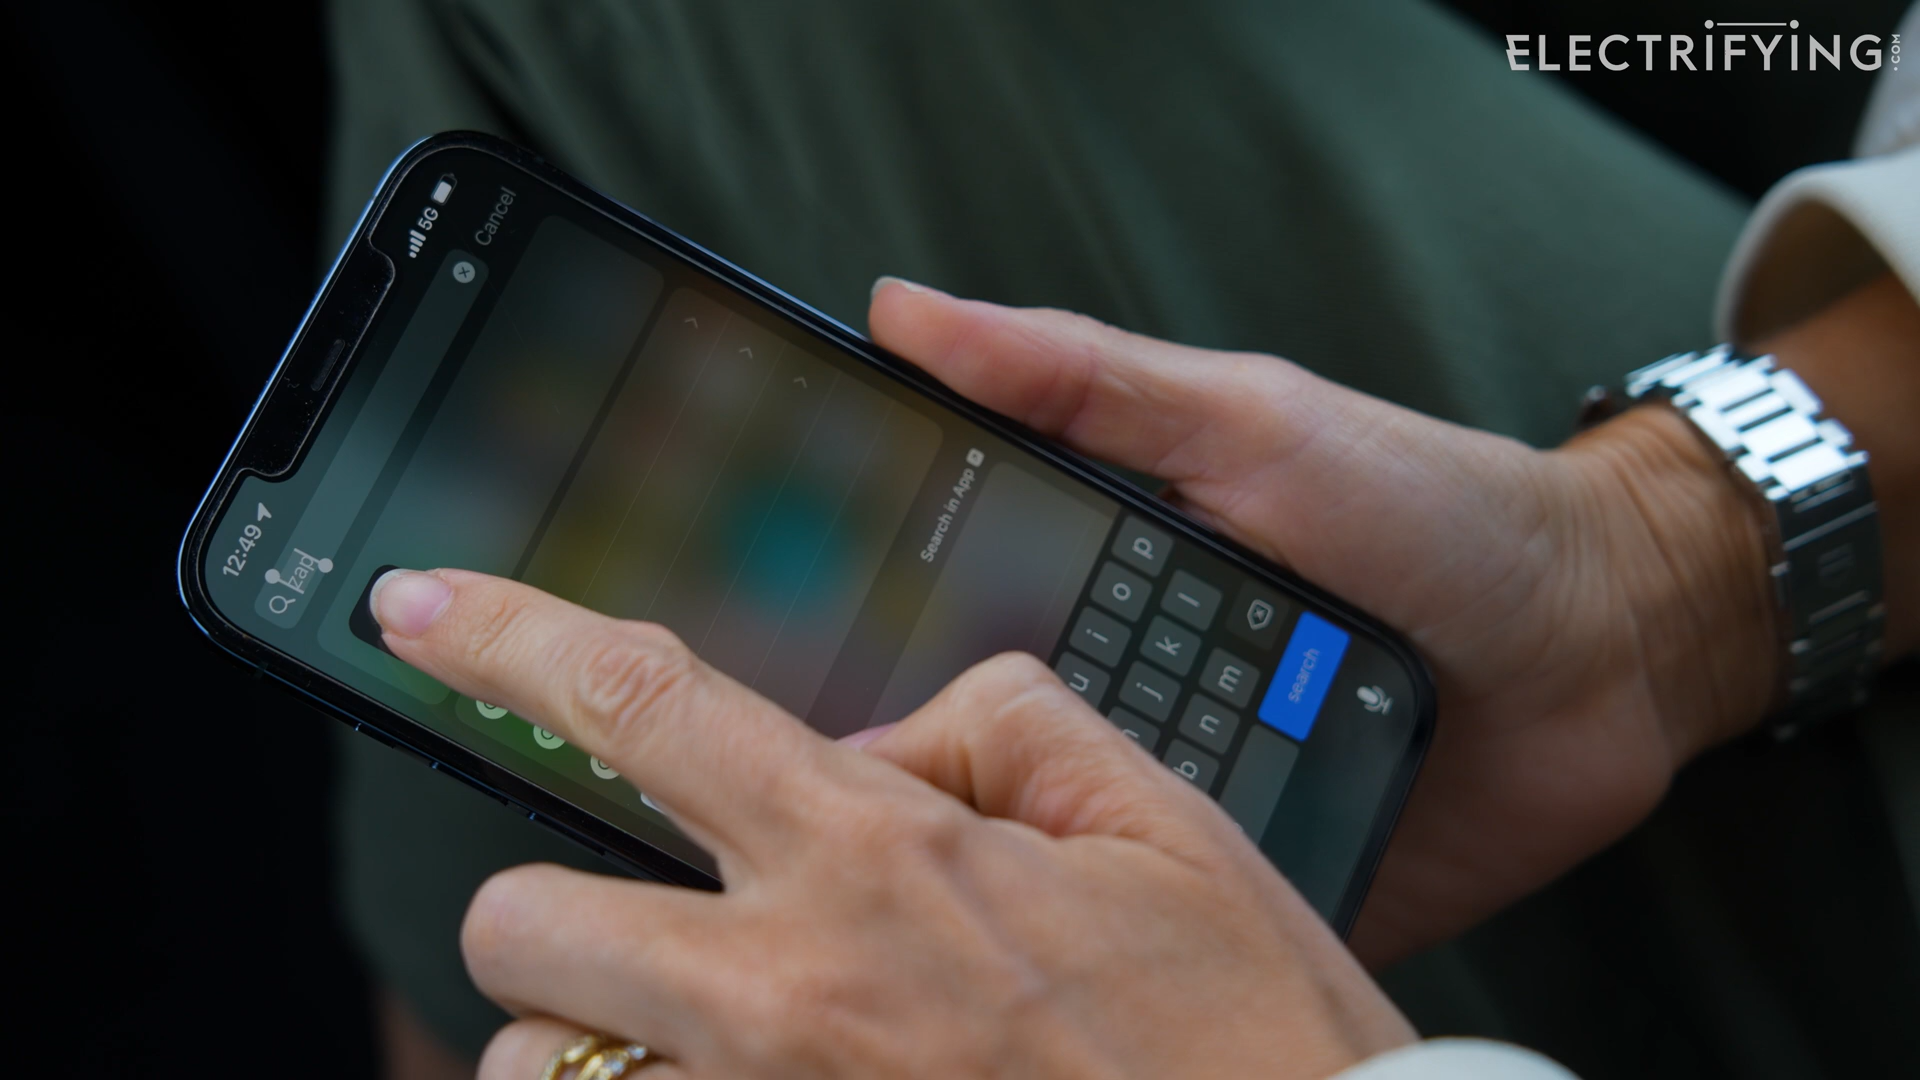 ELECTRIFYING.COM
12:49
5G
zap
Cancel
Search in App
p
o
i
u
l
k
j
m
n
b
search